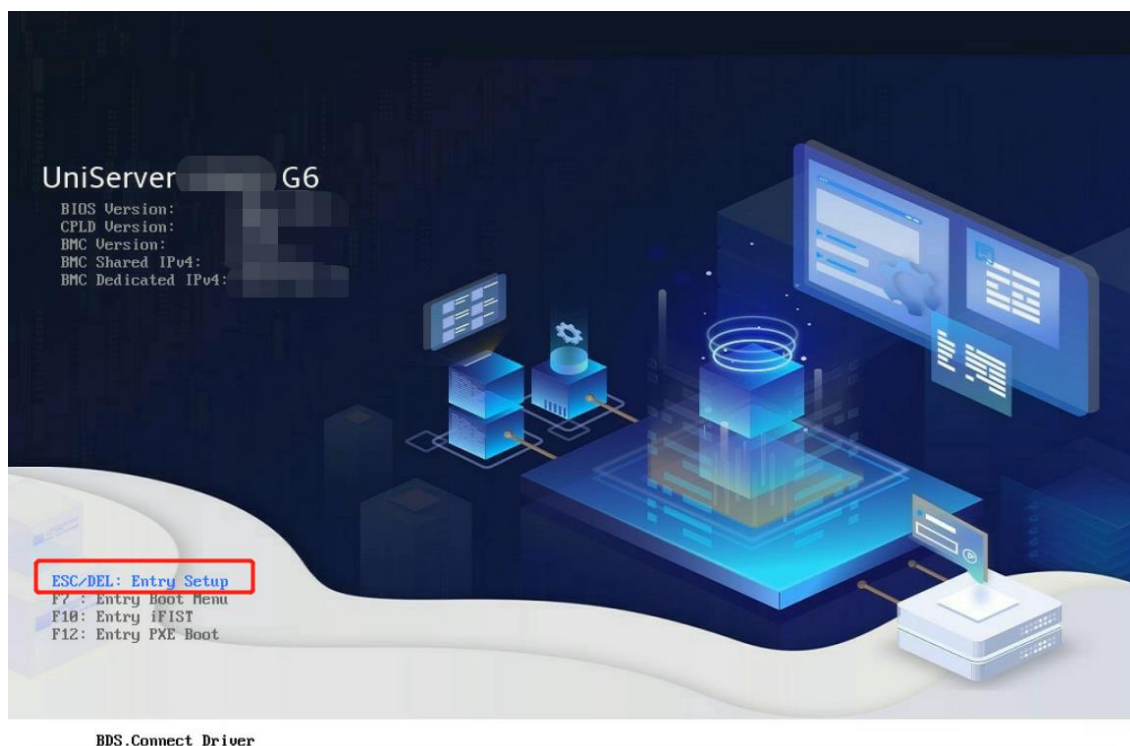 UniServer G6
BIOS Version:
CPLD Version:
BMC Version:
BMC Shared IPv4:
BMC Dedicated IPv4:
ESC/DEL: Entry Setup
F7 : Entry Boot Menu
F10: Entry iFIST
F12: Entry PXE Boot
BDS.Connect Driver